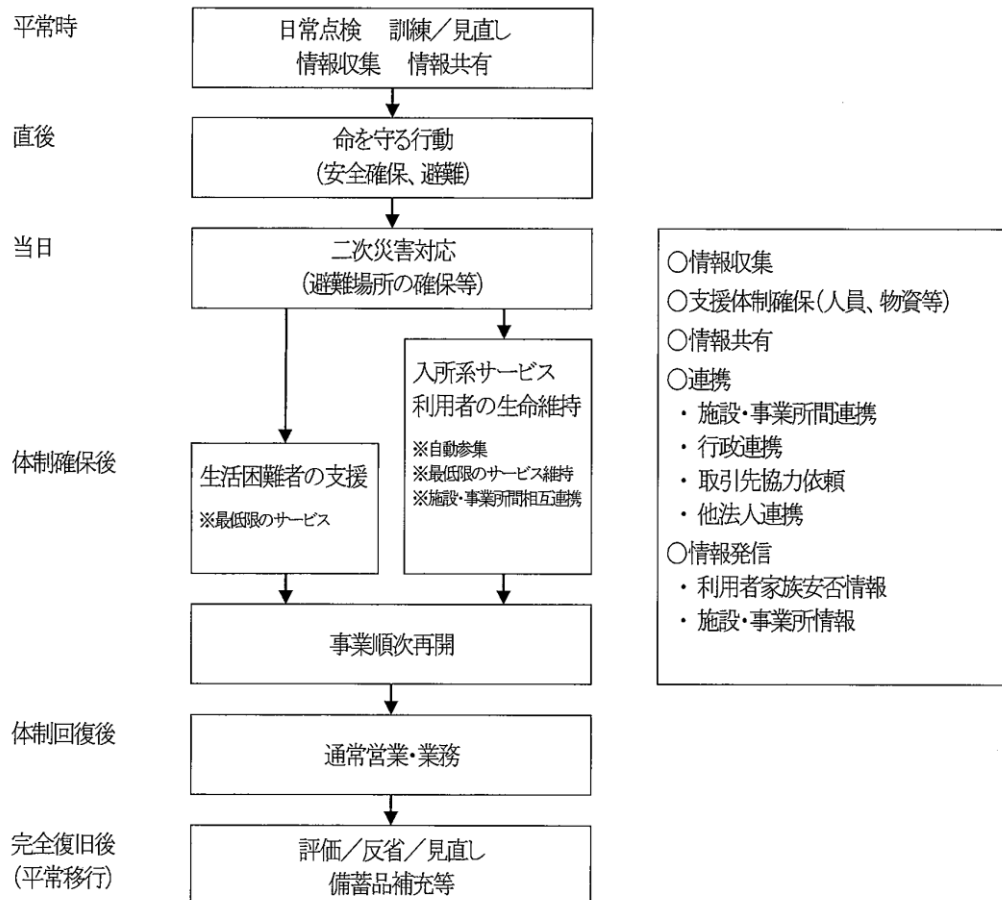 平常時
日常点検　訓練／見直し
情報収集　情報共有
直後
命を守る行動
(安全確保、避難)
当日
二次災害対応
(避難場所の確保等)
体制確保後
生活困難者の支援
※最低限のサービス
入所系サービス
利用者の生命維持
※自動参集
※最低限のサービス維持
※施設・事業所間相互連携
事業順次再開
体制回復後
通常営業・業務
完全復旧後
(平常移行)
評価／反省／見直し
備蓄品補充等
○情報収集
○支援体制確保(人員、物資等)
○情報共有
○連携
・ 施設・事業所間連携
・ 行政連携
・ 取引先協力依頼
・ 他法人連携
○情報発信
・ 利用者家族安否情報
・ 施設・事業所情報